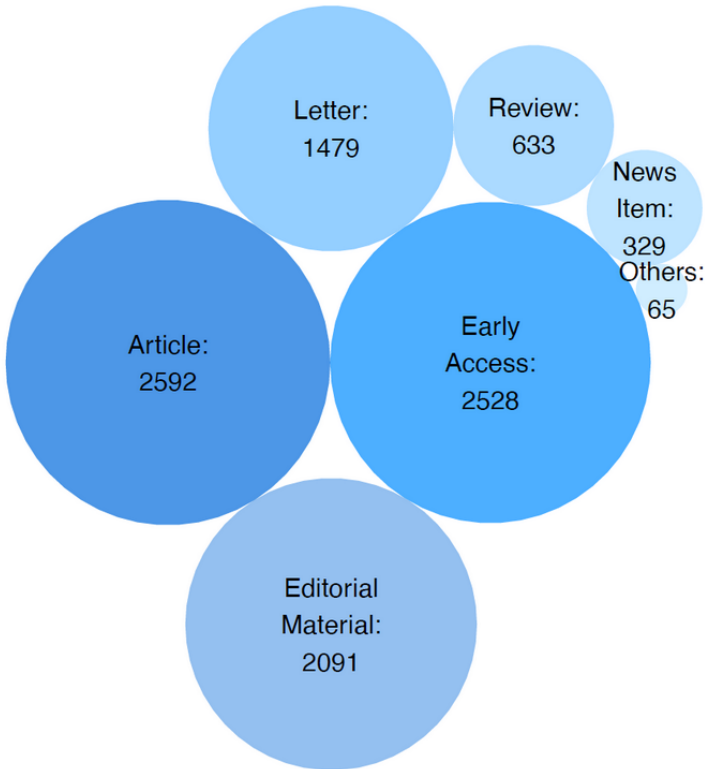 Letter:
1479
Review:
633
News
Item:
329
Others:
65
Article:
2592
Early
Access:
2528
Editorial
Material:
2091